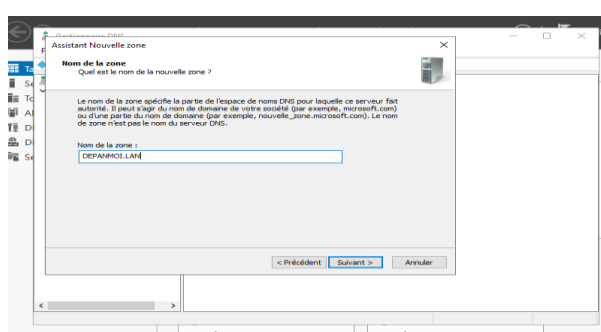 Gestionnaire DNS
Assistant Nouvelle zone
Nom de la zone
Quel est le nom de la nouvelle zone ?
Le nom de la zone spécifie la partie de l'espace de noms DNS pour laquelle ce serveur fait
autorité. Il peut s'agir du nom de domaine de votre société (par exemple, microsoft.com)
ou d'une partie du nom de domaine (par exemple, nouvelle_zone.microsoft.com). Le nom
de zone n'est pas le nom du serveur DNS.
Nom de la zone :
DEPANMOI.LAN
< Précédent
Suivant >
Annuler